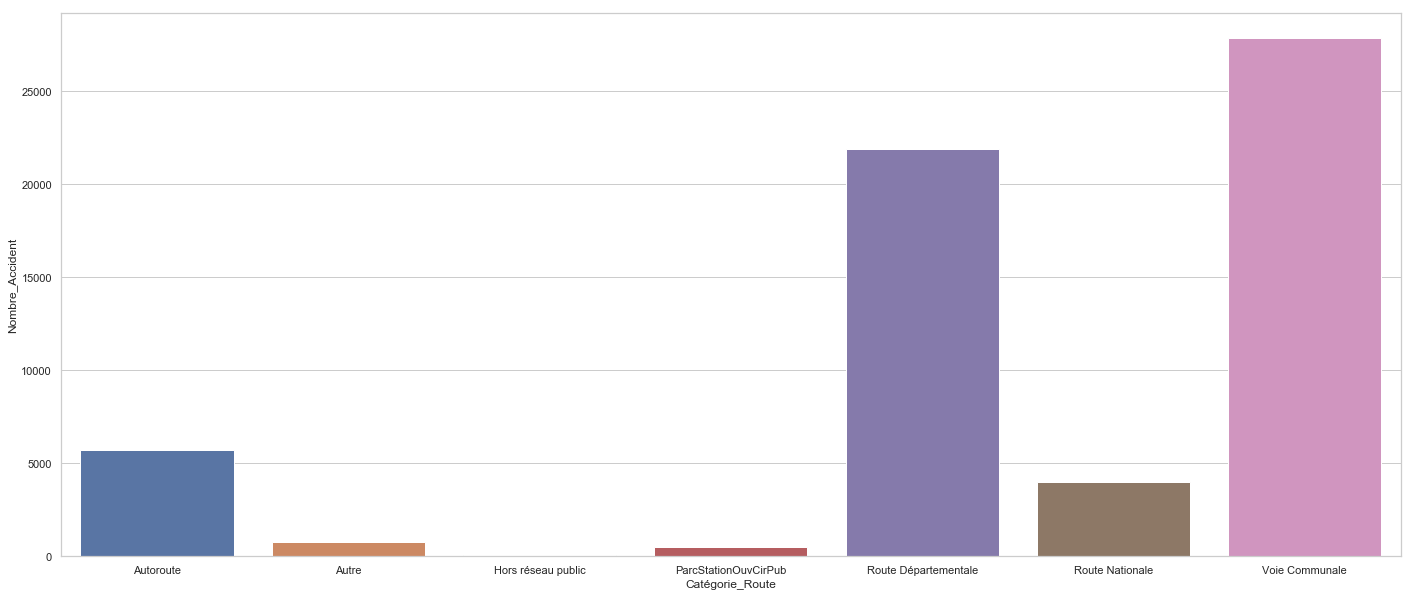 Nombre_Accident
25000
20000
15000
10000
5000
0
Autoroute
Autre
Hors réseau public
ParcStationOuvCirPub
Route Départementale
Route Nationale
Voie Communale
Catégorie_Route